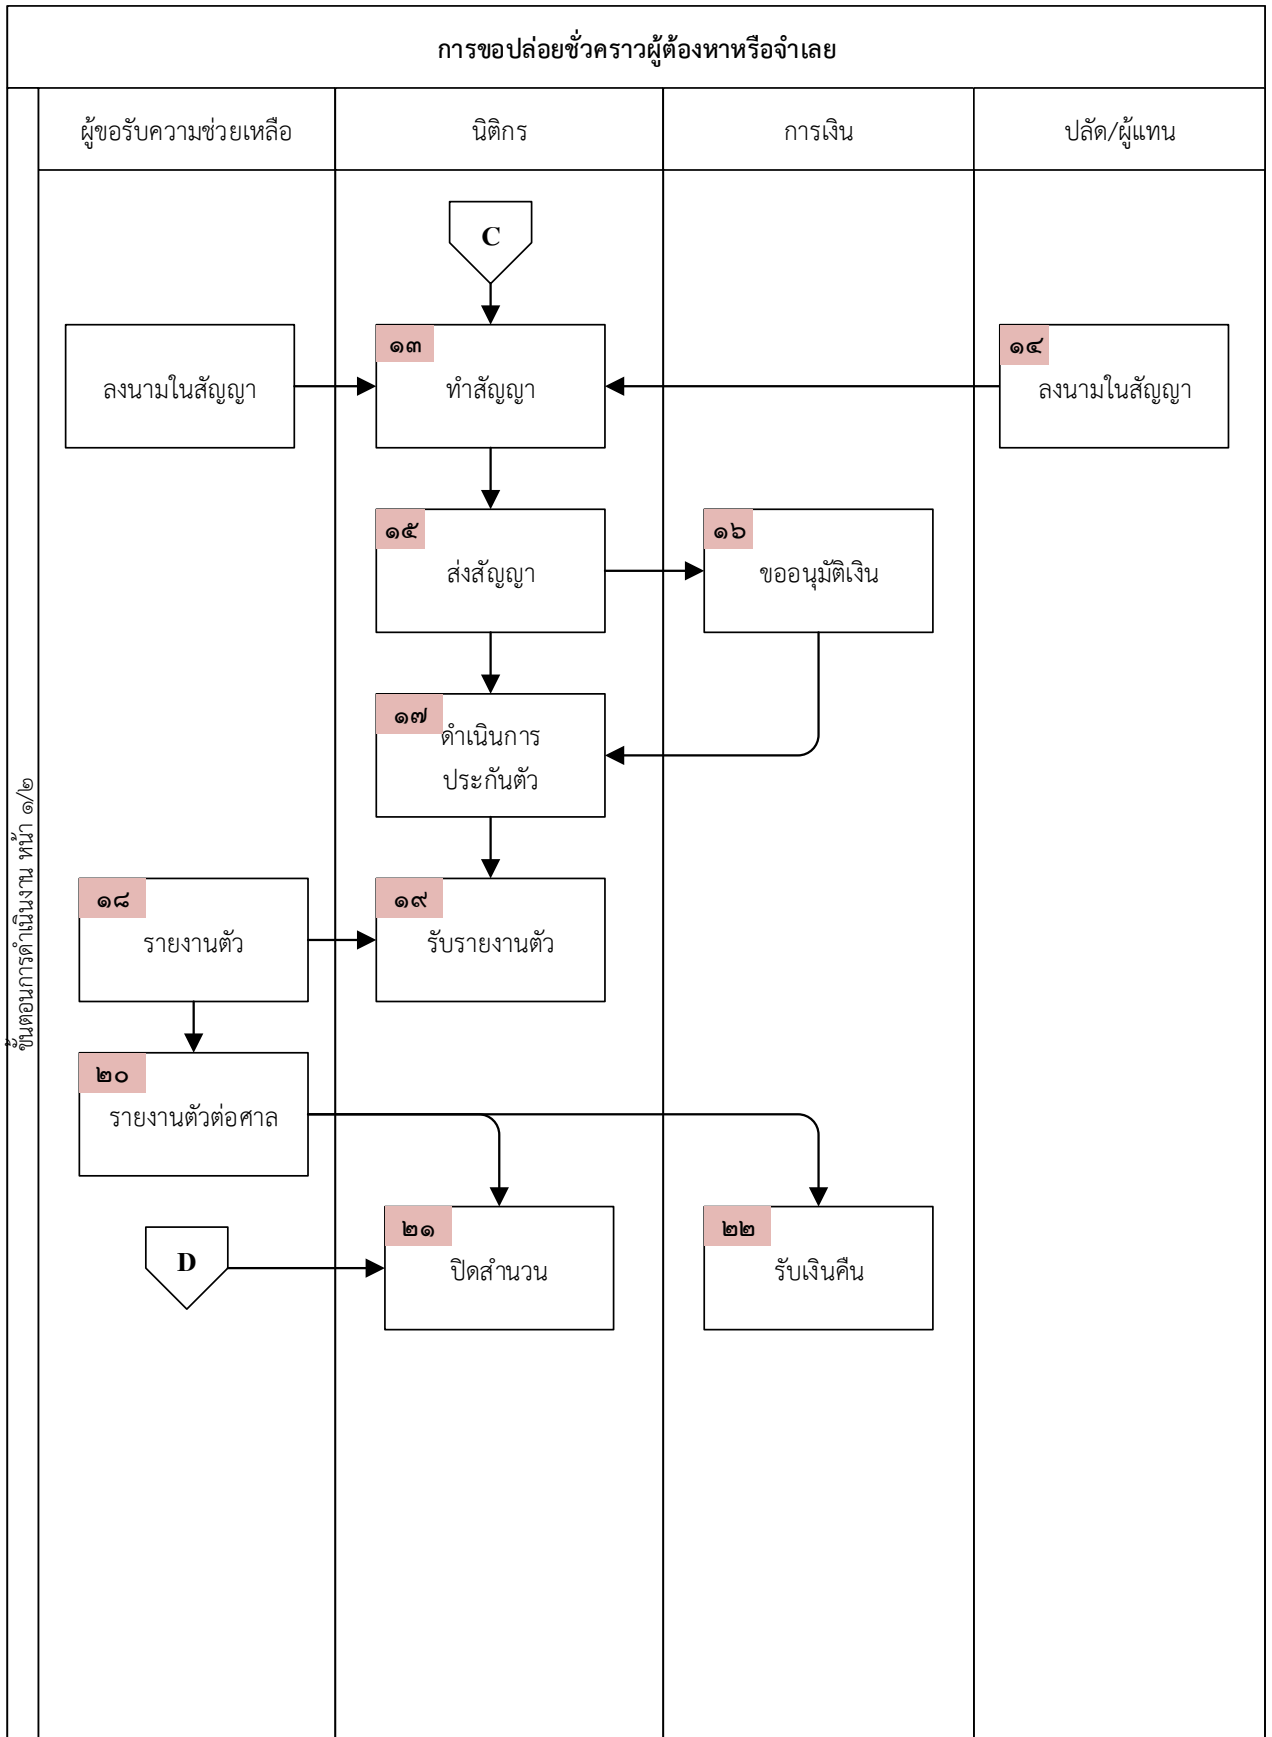 การขอปล่อยชั่วคราวผู้ต้องหาหรือจำเลย
ผู้ขอรับความช่วยเหลือ
นิติกร
การเงิน
ปลัด/ผู้แทน
ขั้นตอนการดำเนินงาน หน้า ๑/๒
C
ลงนามในสัญญา
๑๓
ทำสัญญา
๑๔
ลงนามในสัญญา
๑๕
ส่งสัญญา
๑๖
ขออนุมัติเงิน
๑๗
ดำเนินการ
ประกันตัว
๑๘
รายงานตัว
๑๙
รับรายงานตัว
๒๐
รายงานตัวต่อศาล
D
๒๑
ปิดสำนวน
๒๒
รับเงินคืน